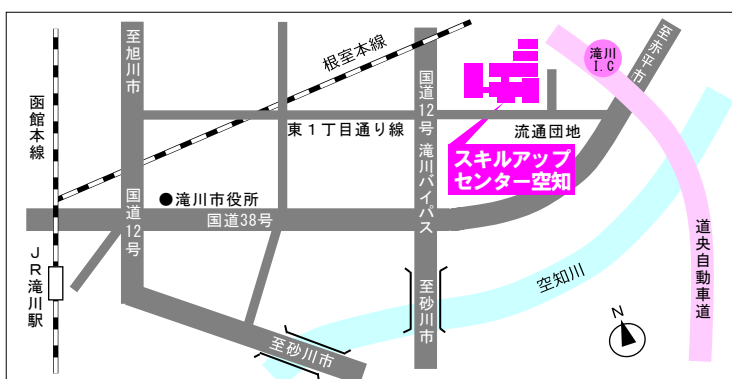 至旭川市
根室本線
函館本線
国道12号
滝川バイパス
至赤平市
滝川
I.C
東1丁目通り線
流通団地
スキルアップ
センター空知
●滝川市役所
国道38号
国道12号
JR滝川駅
至砂川市
至砂川市
空知川
道央自動車道
N